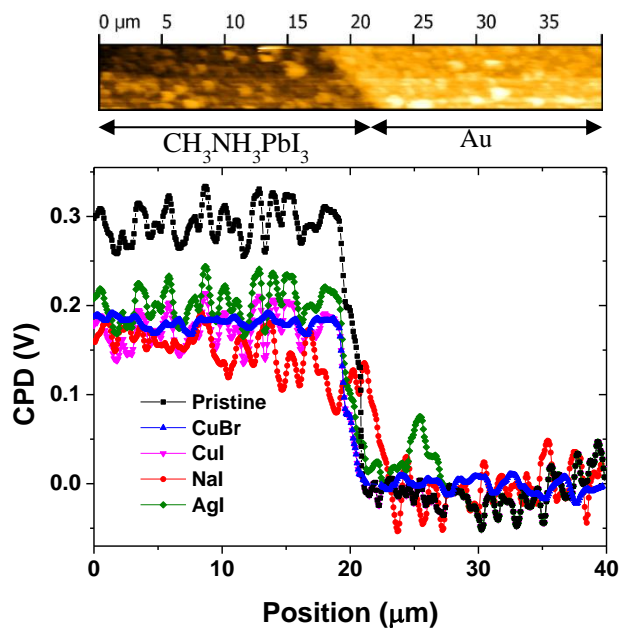 0 µm 5 10 15 20 25 30 35
CH₃NH₃PbI₃ Au
0.3
0.2
0.1
0.0
CPD (V)
Pristine
CuBr
CuI
NaI
AgI
0 10 20 30 40
Position (µm)